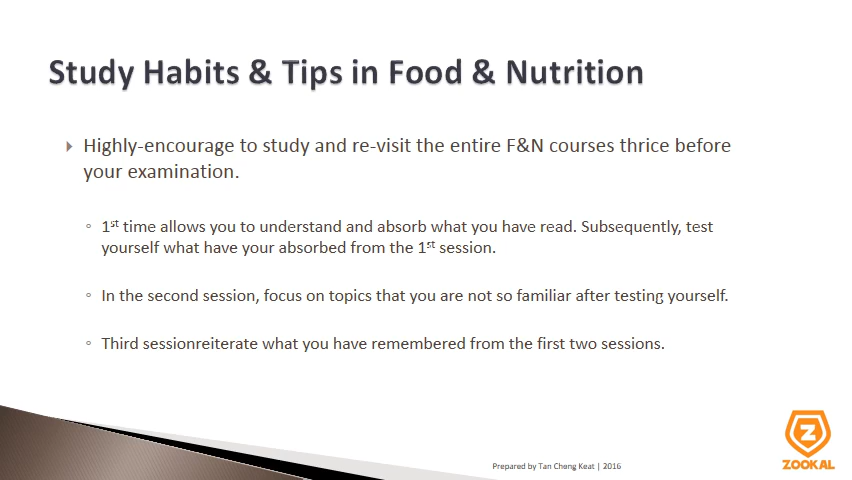 Study Habits & Tips in Food & Nutrition
Highly-encourage to study and re-visit the entire F&N courses thrice before
your examination.
1st time allows you to understand and absorb what you have read. Subsequently, test
yourself what have your absorbed from the 1st session.
In the second session, focus on topics that you are not so familiar after testing yourself.
Third sessionreiterate what you have remembered from the first two sessions.
Prepared by Tan Cheng Keat | 2016
Z
ZOOKAL